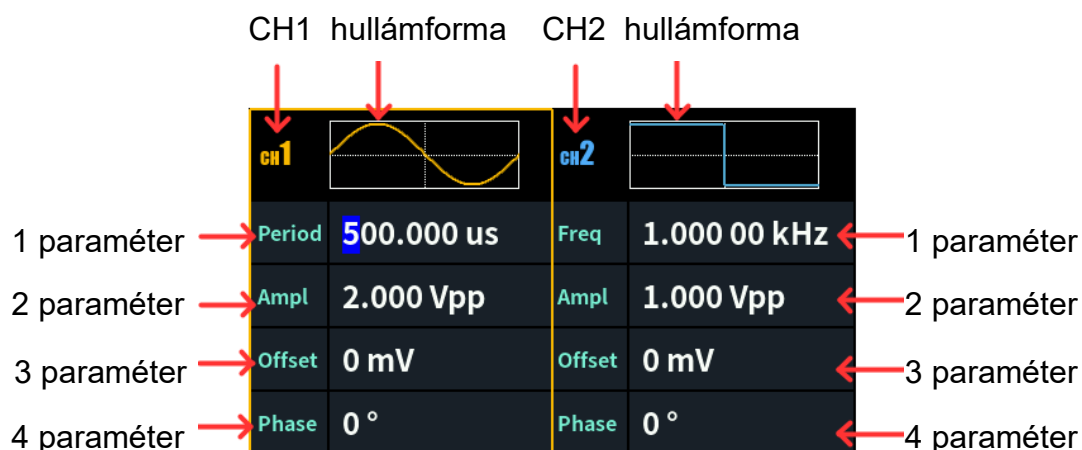 CH1 hullámforma CH2 hullámforma
CH1 CH2
1 paraméter Period 500.000 us Freq 1.000 00 kHz 1 paraméter
2 paraméter Ampl 2.000 Vpp Ampl 1.000 Vpp 2 paraméter
3 paraméter Offset 0 mV Offset 0 mV 3 paraméter
4 paraméter Phase 0 ° Phase 0 ° 4 paraméter